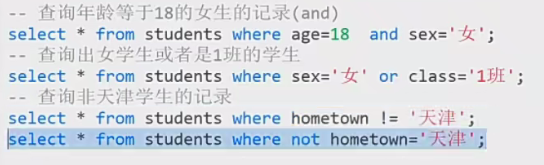 -- 查询年龄等于18的女生的记录(and)
select * from students where age=18  and sex='女';
-- 查询出女学生或者是1班的学生
select * from students where sex='女' or class='1班';
-- 查询非天津学生的记录
select * from students where hometown != '天津';
select * from students where not hometown='天津';